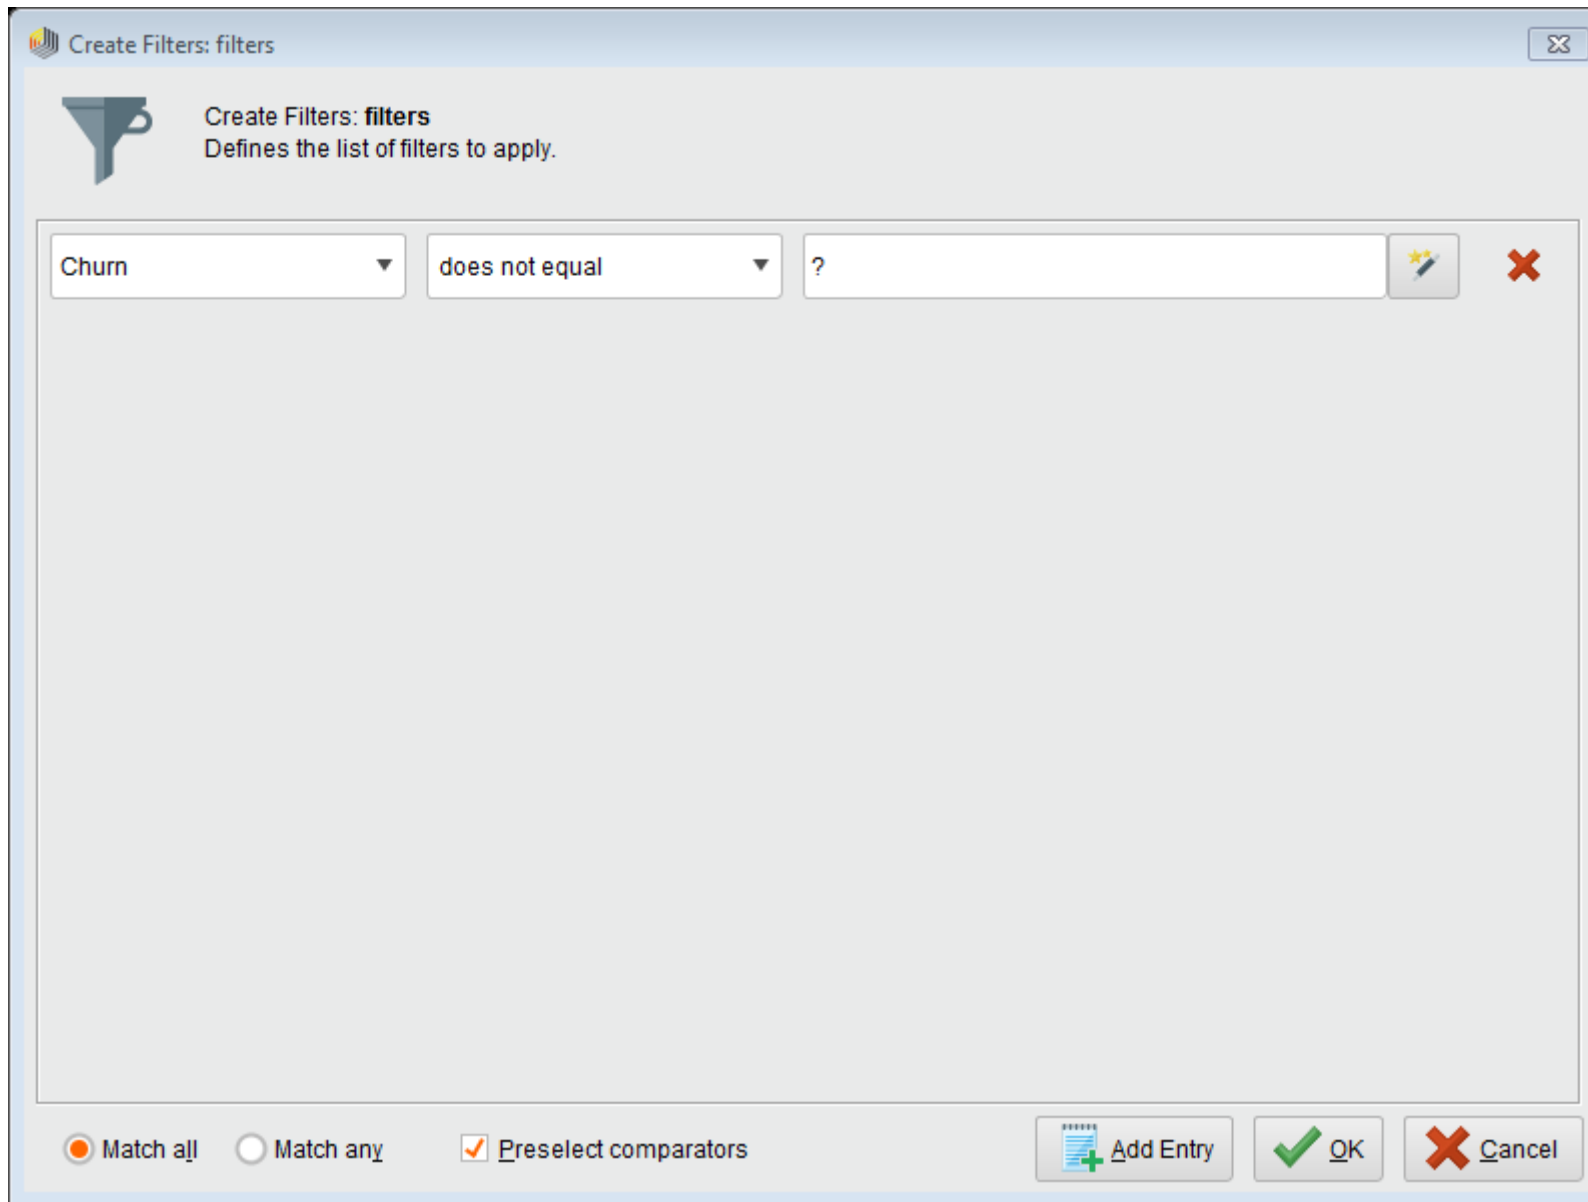 Create Filters: filters
Create Filters: filters
Defines the list of filters to apply.
Churn does not equal ?
Match all Match any Preselect comparators Add Entry OK Cancel